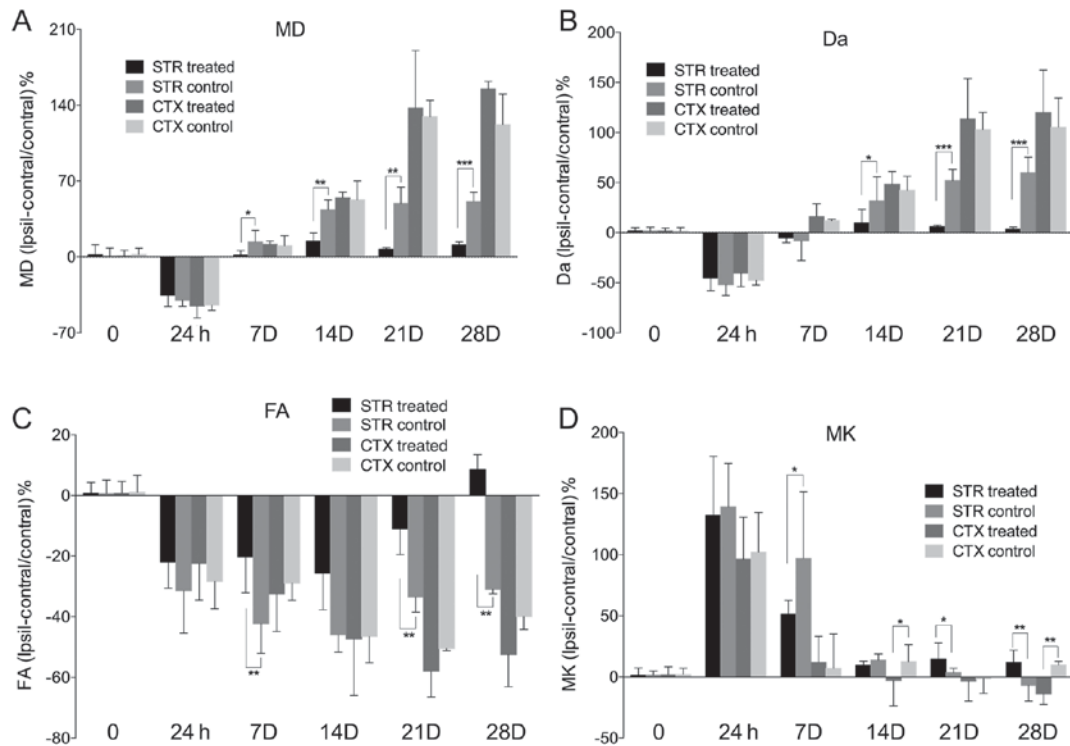 A
MD
MD (Ipsil-contral/contral) %
210
140
70
0
-70
STR treated
STR control
CTX treated
CTX control
*
**
**
***
0 24 h 7D 14D 21D 28D
B
Da
Da (Ipsil-contral/contral) %
200
150
100
50
0
-50
-100
STR treated
STR control
CTX treated
CTX control
*
***
***
0 24 h 7D 14D 21D 28D
C
FA
FA (Ipsil-contral/contral) %
20
0
-20
-40
-60
-80
STR treated
STR control
CTX treated
CTX control
**
**
**
0 24 h 7D 14D 21D 28D
D
MK
MK (Ipsil-contral/contral) %
200
150
100
50
0
-50
STR treated
STR control
CTX treated
CTX control
*
*
*
**
**
0 24 h 7D 14D 21D 28D